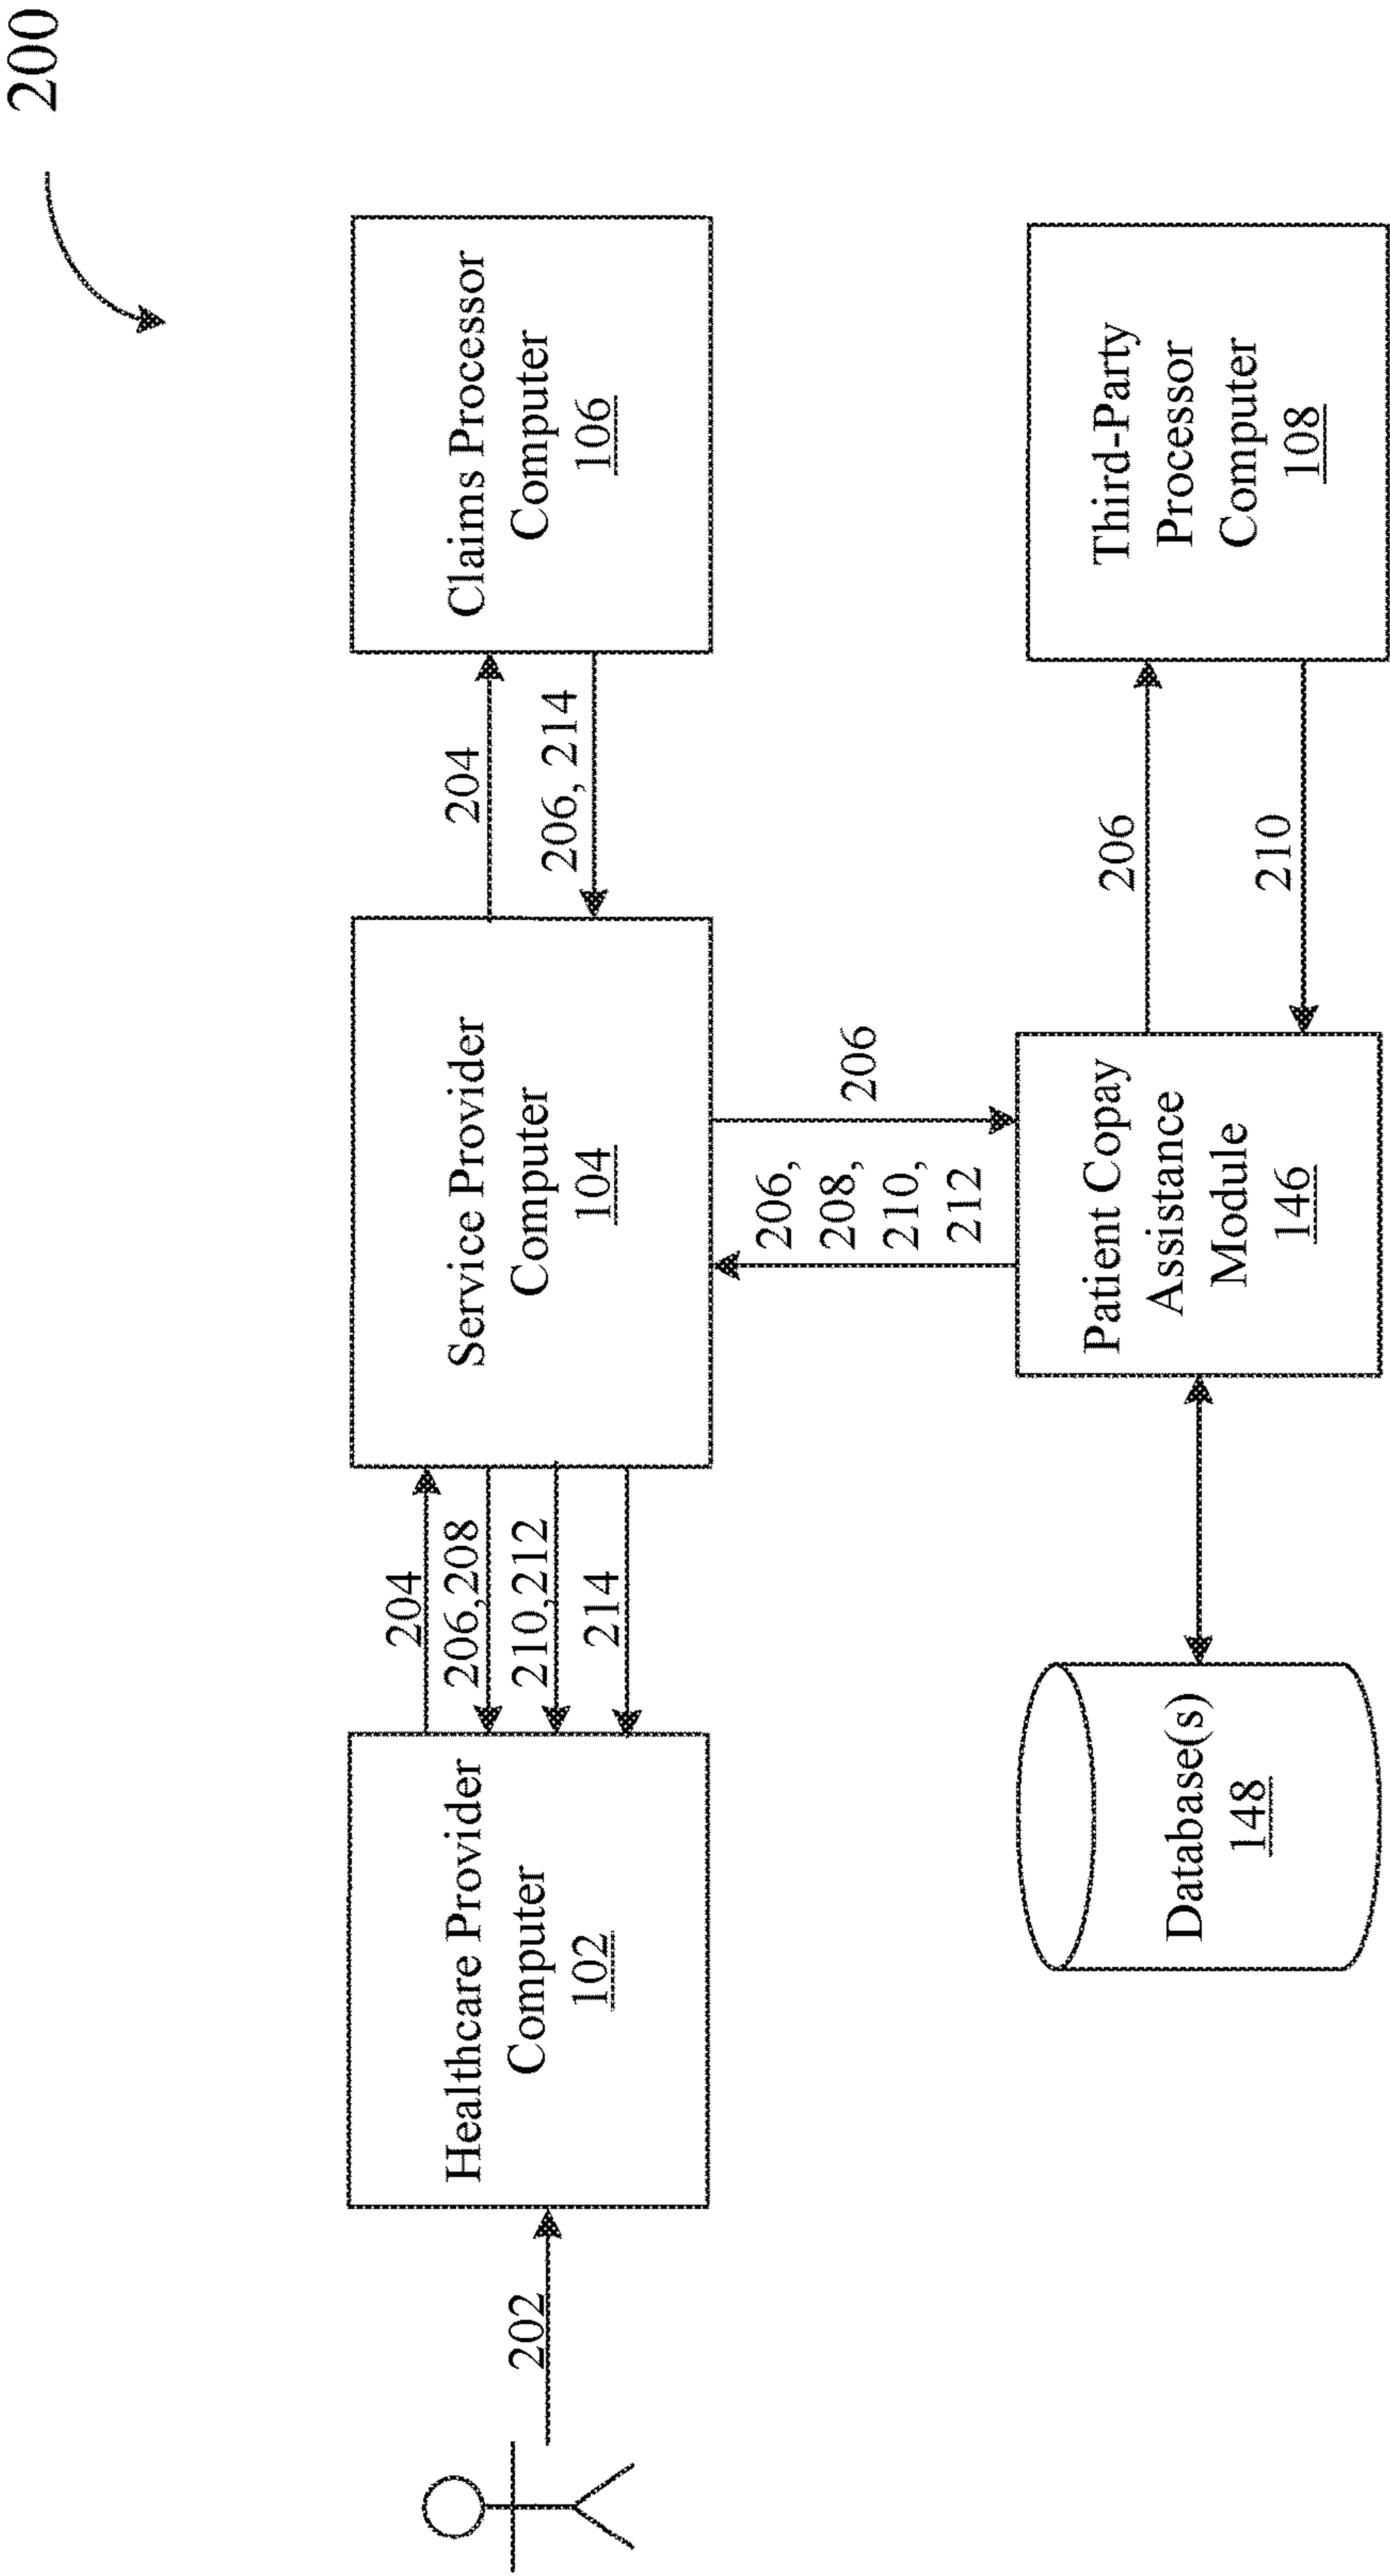 200
202
Healthcare Provider
Computer
102
204
206,208
210,212
214
Service Provider
Computer
104
204
206, 214
Claims Processor
Computer
106
206
206,
208,
210,
212
Database(s)
148
Patient Copay
Assistance
Module
146
206
210
Third-Party
Processor
Computer
108